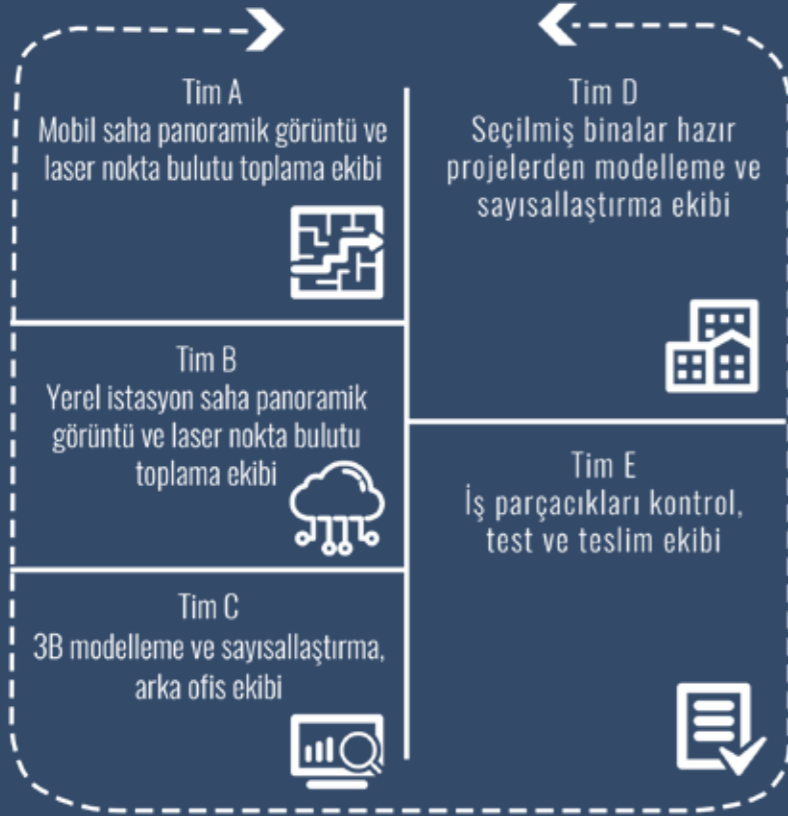 Tim A
Mobil saha panoramik görüntü ve
laser nokta bulutu toplama ekibi
Tim B
Yerel istasyon saha panoramik
görüntü ve laser nokta bulutu
toplama ekibi
Tim C
3B modelleme ve sayısallaştırma,
arka ofis ekibi
Tim D
Seçilmiş binalar hazır
projelerden modelleme ve
sayısallaştırma ekibi
Tim E
İş parçacıkları kontrol,
test ve teslim ekibi